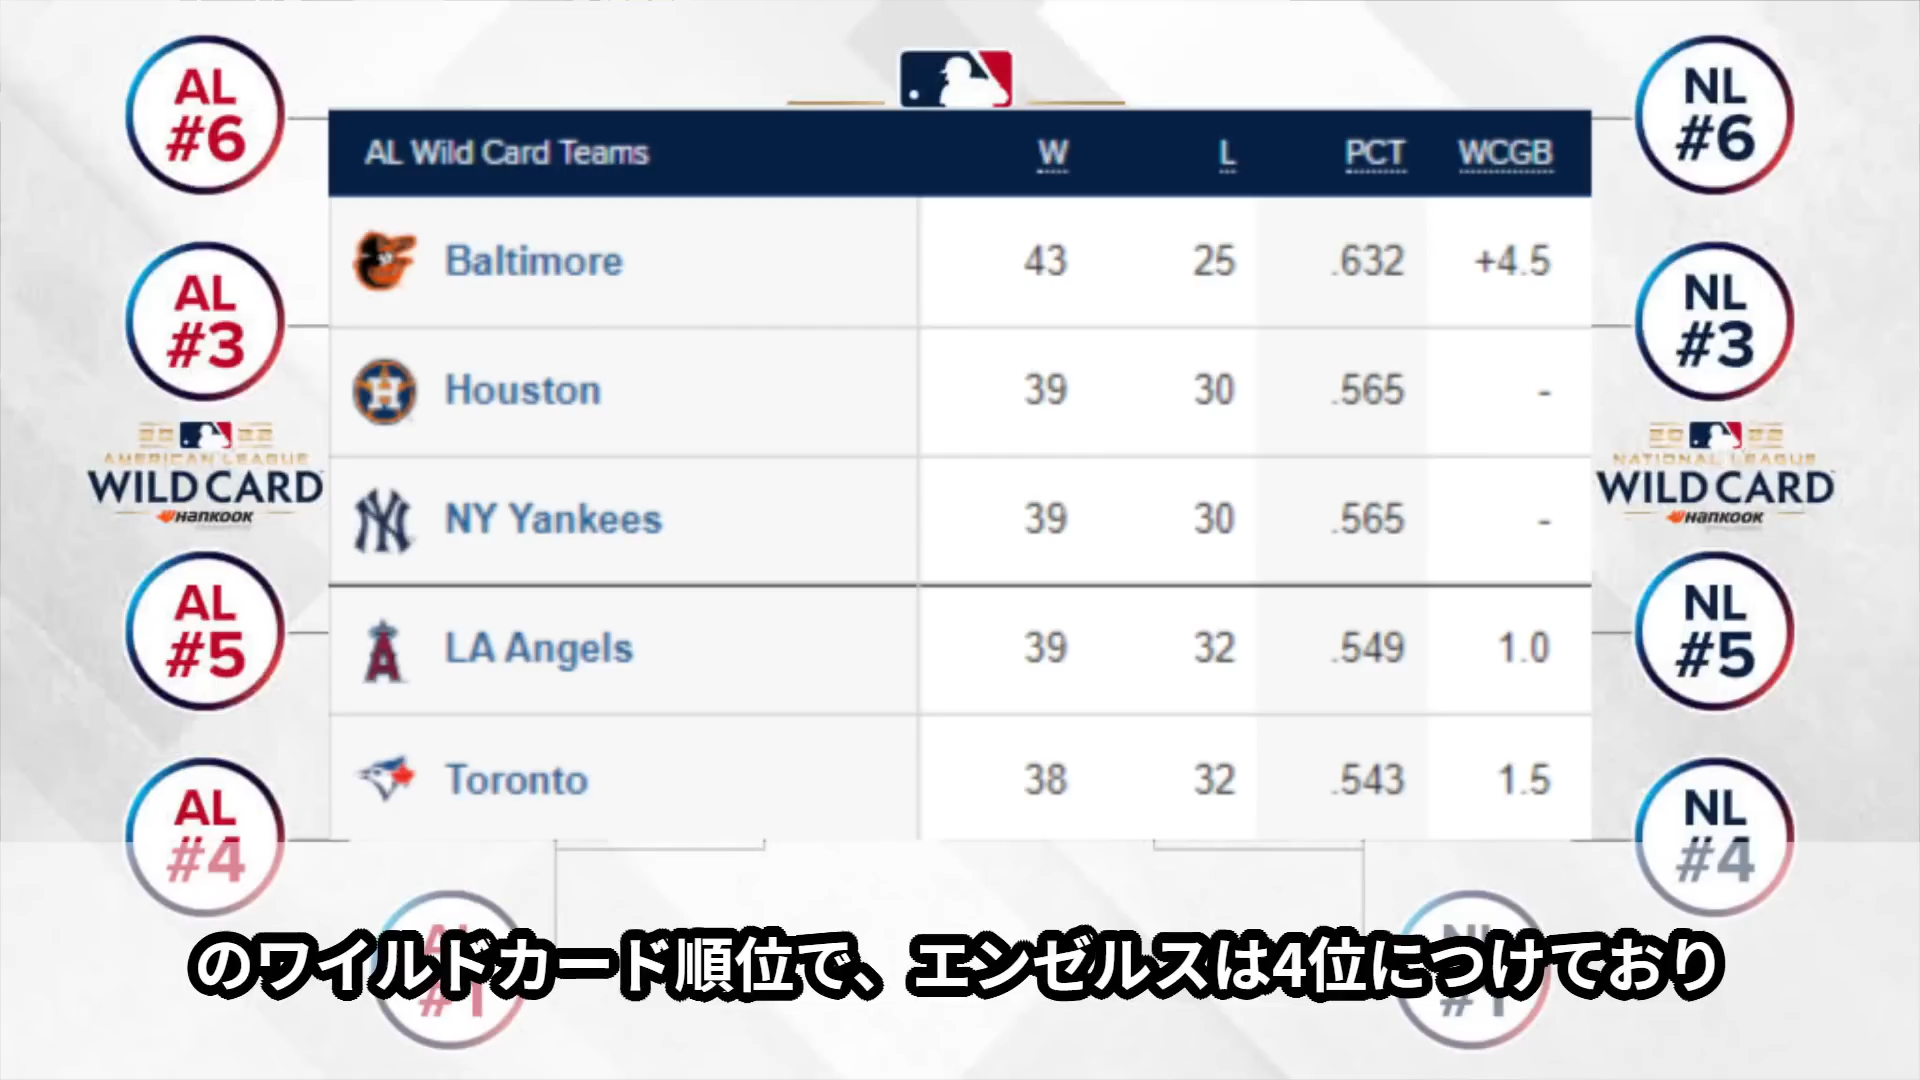 AL
#6
NL
#6
AL Wild Card Teams W L PCT WCGB
Baltimore 43 25 .632 +4.5
AL
#3
NL
#3
Houston 39 30 .565 -
2022
AMERICAN LEAGUE
WILD CARD
HANKOOK
2022
NATIONAL LEAGUE
WILD CARD
HANKOOK
NY Yankees 39 30 .565 -
AL
#5
NL
#5
LA Angels 39 32 .549 1.0
Toronto 38 32 .543 1.5
AL
#4
NL
#4
AL
#1
NL
#1
のワイルドカード順位で、エンゼルスは4位につけており